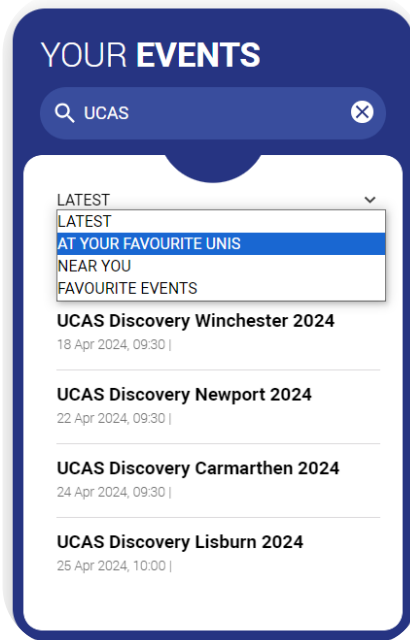 YOUR EVENTS
UCAS
LATEST
LATEST
AT YOUR FAVOURITE UNIS
NEAR YOU
FAVOURITE EVENTS
UCAS Discovery Winchester 2024
18 Apr 2024, 09:30 |
UCAS Discovery Newport 2024
22 Apr 2024, 09:30 |
UCAS Discovery Carmarthen 2024
24 Apr 2024, 09:30 |
UCAS Discovery Lisburn 2024
25 Apr 2024, 10:00 |